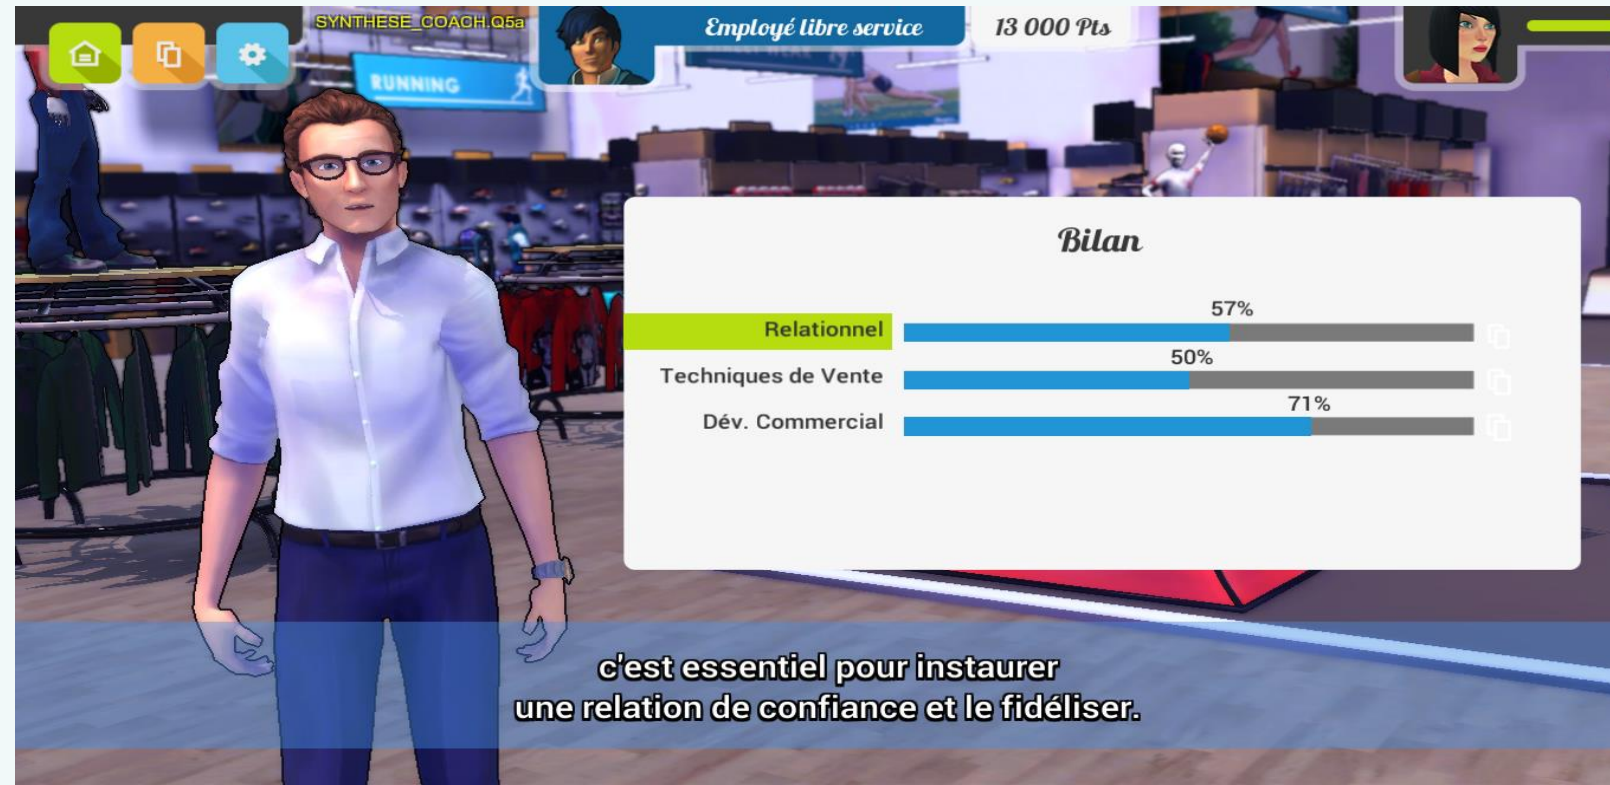 SYNTHESE_COACH.Q5a
Employé libre service
13 000 Pts
RUNNING
Bilan
57%
Relationnel
50%
Techniques de Vente
71%
Dév. Commercial
c'est essentiel pour instaurer
une relation de confiance et le fidéliser.